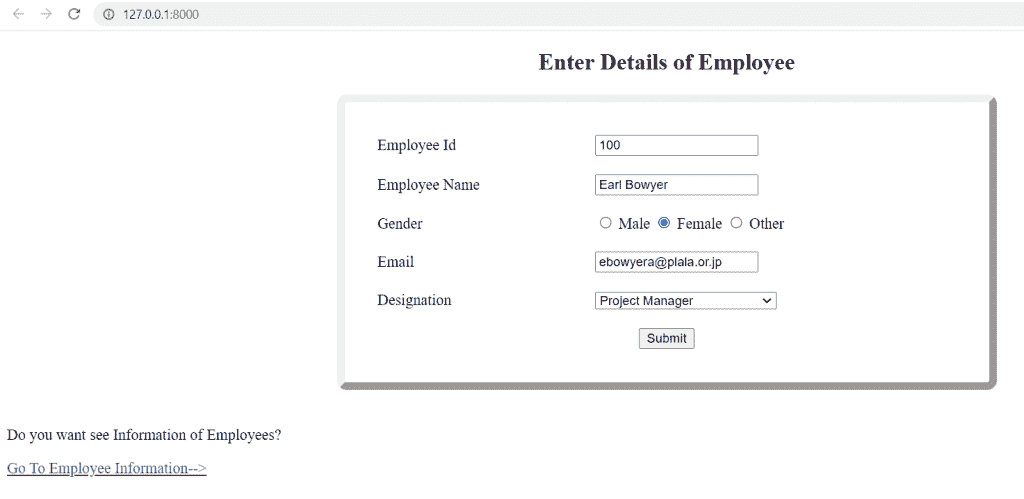 127.0.0.1:8000
Enter Details of Employee
Employee Id 100
Employee Name Earl Bowyer
Gender Male Female Other
Email ebowyera@plala.or.jp
Designation Project Manager
Submit
Do you want see Information of Employees?
Go To Employee Information-->